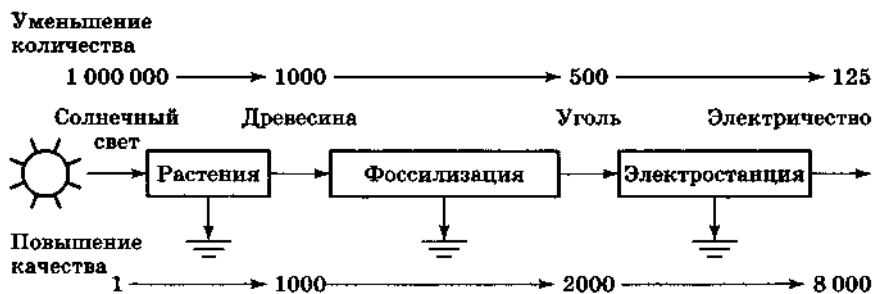 Уменьшение
количества
1 000 000 1000 500 125
Солнечный Древесина Уголь Электричество
свет
Растения Фоссилизация Электростанция
Повышение
качества
1 1000 2000 8 000